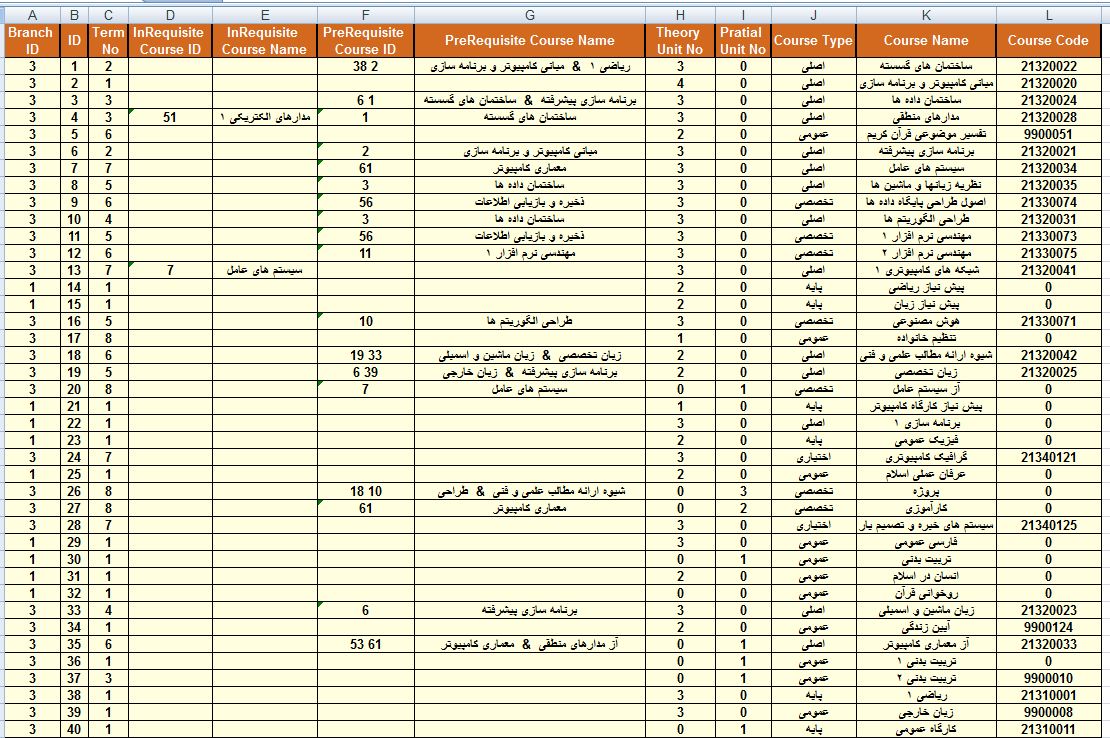 A B C D E F G H I J K L
Branch ID ID Term No InRequisite Course ID InRequisite Course Name PreRequisite Course ID PreRequisite Course Name Theory Unit No Pratial Unit No Course Type Course Name Course Code
3 1 2 38 2 ریاضی ۱ & مبانی کامپیوتر و برنامه سازی 3 0 اصلی ساختمان های گسسته 21320022
3 2 1 4 0 اصلی مبانی کامپیوتر و برنامه سازی 21320020
3 3 3 6 1 برنامه سازی پیشرفته & ساختمان های گسسته 3 0 اصلی ساختمان داده ها 21320024
3 4 3 51 مدارهای الکتریکی ۱ 1 ساختمان های گسسته 3 0 اصلی مدارهای منطقی 21320028
3 5 6 2 0 عمومی تفسیر موضوعی قرآن کریم 9900051
3 6 2 2 مبانی کامپیوتر و برنامه سازی 3 0 اصلی برنامه سازی پیشرفته 21320021
3 7 7 61 معماری کامپیوتر 3 0 اصلی سیستم های عامل 21320034
3 8 5 3 ساختمان داده ها 3 0 اصلی نظریه زبانها و ماشین ها 21320035
3 9 6 56 ذخیره و بازیابی اطلاعات 3 0 تخصصی اصول طراحی پایگاه داده ها 21330074
3 10 4 3 ساختمان داده ها 3 0 اصلی طراحی الگوریتم ها 21320031
3 11 5 56 ذخیره و بازیابی اطلاعات 3 0 تخصصی مهندسی نرم افزار ۱ 21330073
3 12 6 11 مهندسی نرم افزار ۱ 3 0 تخصصی مهندسی نرم افزار ۲ 21330075
3 13 7 7 سیستم های عامل 3 0 اصلی شبکه های کامپیوتری ۱ 21320041
1 14 1 2 0 پایه پیش نیاز ریاضی 0
1 15 1 2 0 پایه پیش نیاز زبان 0
3 16 5 10 طراحی الگوریتم ها 3 0 تخصصی هوش مصنوعی 21330071
3 17 8 1 0 عمومی تنظیم خانواده 0
3 18 6 19 33 زبان تخصصی & زبان ماشین و اسمبلی 2 0 اصلی شیوه ارائه مطالب علمی و فنی 21320042
3 19 5 6 39 برنامه سازی پیشرفته & زبان خارجی 2 0 اصلی زبان تخصصی 21320025
3 20 8 7 سیستم های عامل 0 1 تخصصی آز سیستم عامل 0
1 21 1 1 0 پایه پیش نیاز کارگاه کامپیوتر 0
1 22 1 3 0 اصلی برنامه سازی ۱ 0
1 23 1 2 0 پایه فیزیک عمومی 0
3 24 7 3 0 اختیاری گرافیک کامپیوتری 21340121
1 25 1 2 0 عمومی عرفان عملی اسلام 0
3 26 8 18 10 شیوه ارائه مطالب علمی و فنی & طراحی 0 3 تخصصی پروژه 0
3 27 8 61 معماری کامپیوتر 0 2 تخصصی کارآموزی 0
3 28 7 3 0 اختیاری سیستم های خبره و تصمیم یار 21340125
1 29 1 3 0 عمومی فارسی عمومی 0
1 30 1 0 1 عمومی تربیت بدنی 0
1 31 1 2 0 عمومی انسان در اسلام 0
1 32 1 0 0 عمومی روخوانی قرآن 0
3 33 4 6 برنامه سازی پیشرفته 3 0 اصلی زبان ماشین و اسمبلی 21320023
3 34 1 2 0 عمومی آیین زندگی 9900124
3 35 6 53 61 آز مدارهای منطقی & معماری کامپیوتر 0 1 اصلی آز معماری کامپیوتر 21320033
3 36 1 0 1 عمومی تربیت بدنی ۱ 0
3 37 3 0 1 عمومی تربیت بدنی ۲ 9900010
3 38 1 3 0 پایه ریاضی ۱ 21310001
3 39 1 3 0 عمومی زبان خارجی 9900008
3 40 1 0 1 پایه کارگاه عمومی 21310011